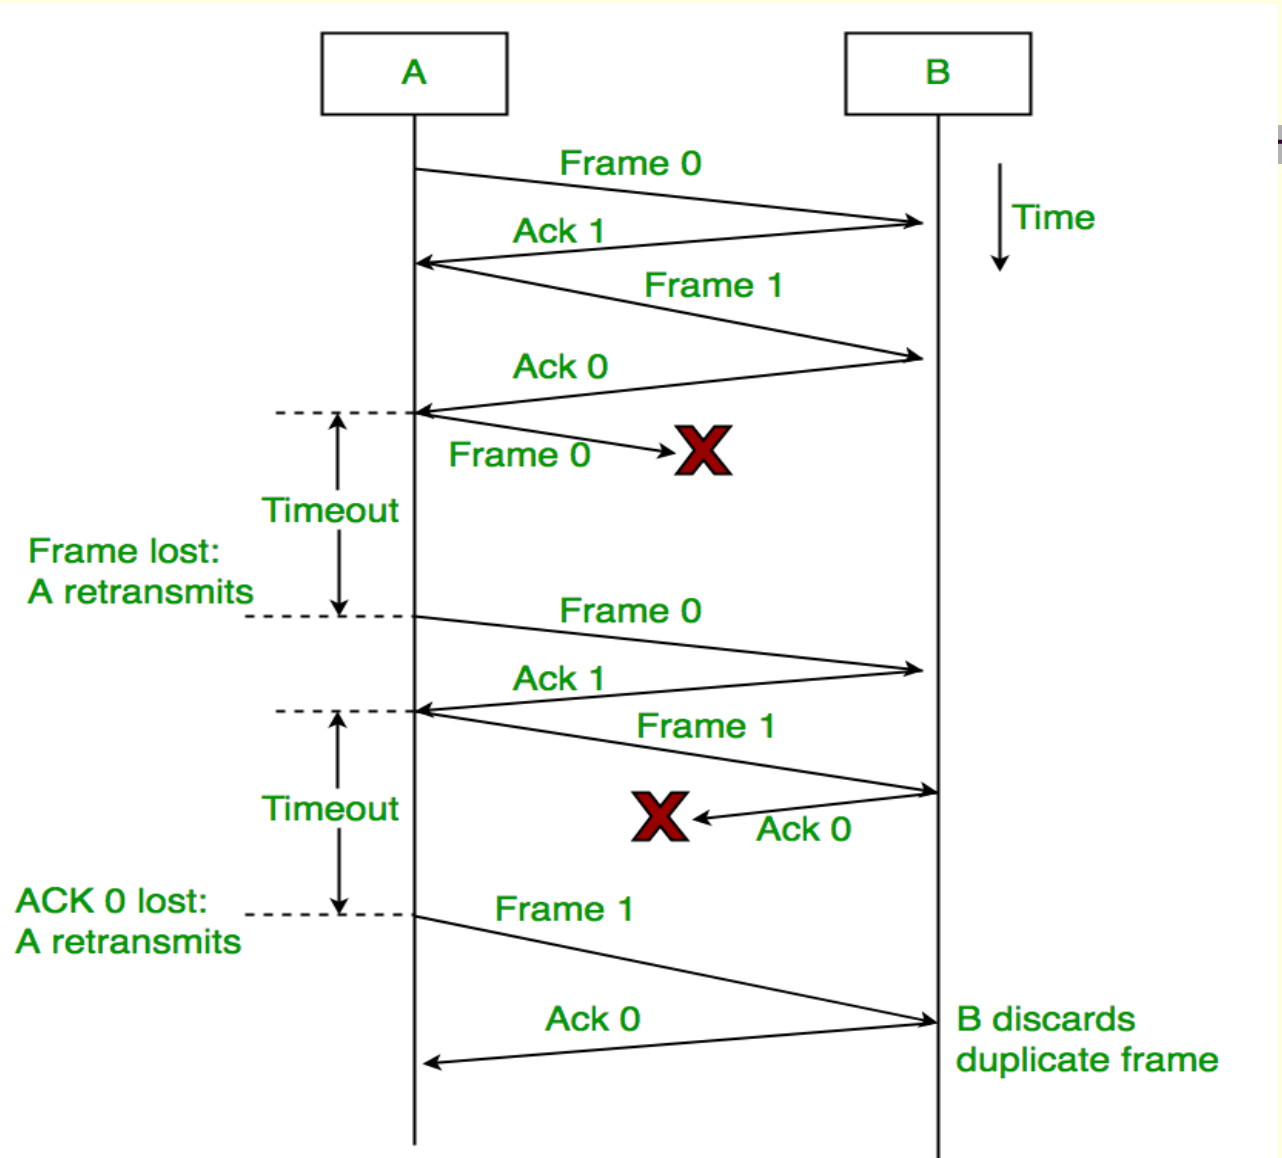 A
B
Frame 0
Time
Ack 1
Frame 1
Ack 0
Frame 0
Timeout
Frame lost:
A retransmits
Frame 0
Ack 1
Frame 1
Timeout
Ack 0
ACK 0 lost:
A retransmits
Frame 1
Ack 0
B discards
duplicate frame